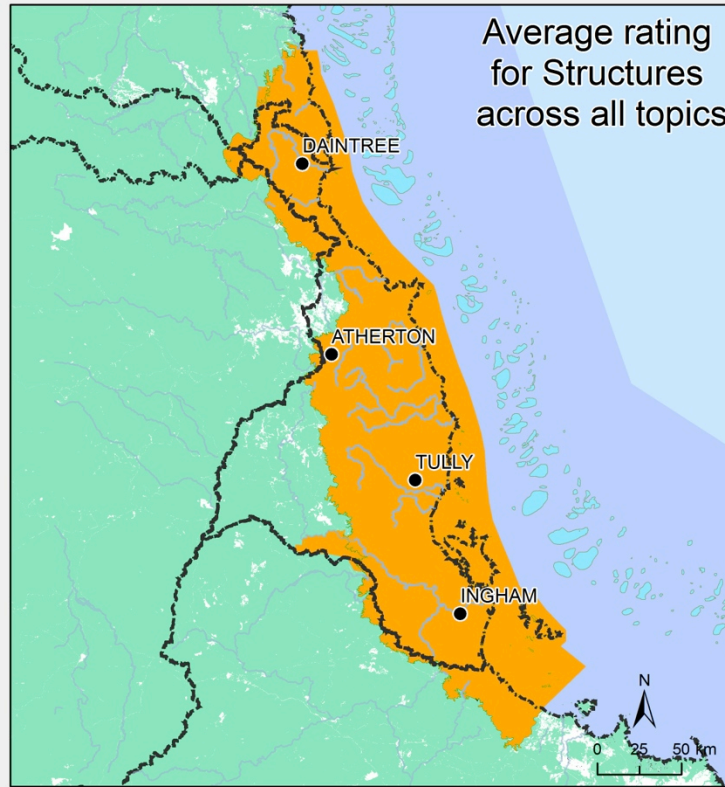 Average rating
for Structures
across all topics
DAINTREE
ATHERTON
TULLY
INGHAM
N
0 25 50 km